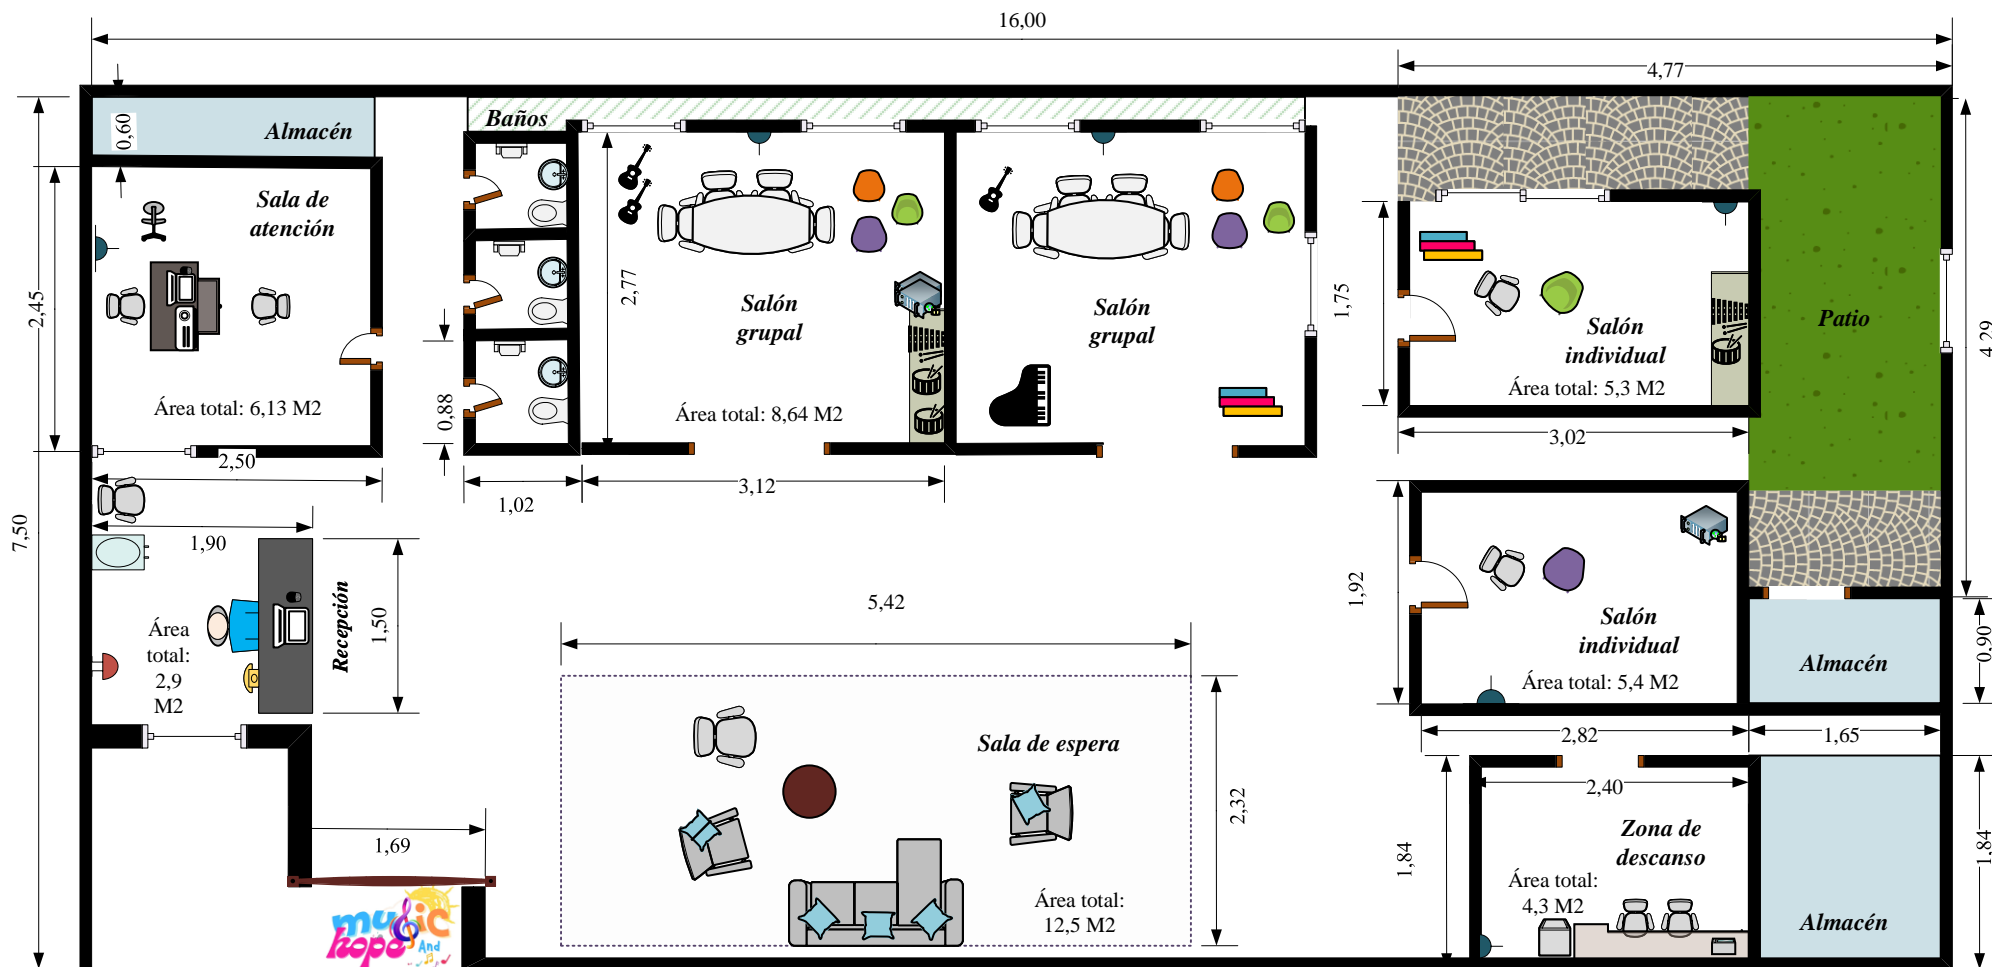 16,00
4,77
0,60
Almacén
Baños
Sala de
atención
2,45
Área total: 6,13 M2
2,50
2,77
Salón
grupal
Área total: 8,64 M2
0,88
1,02
3,12
Salón
grupal
1,75
Salón
individual
Área total: 5,3 M2
3,02
Patio
4,29
7,50
1,90
Recepción
1,50
Área
total:
2,9
M2
5,42
1,92
Salón
individual
Área total: 5,4 M2
2,82
1,65
Almacén
0,90
Sala de espera
2,32
Área total:
12,5 M2
1,69
music
And
hope
2,40
1,84
Zona de
descanso
Área total:
4,3 M2
Almacén
1,84